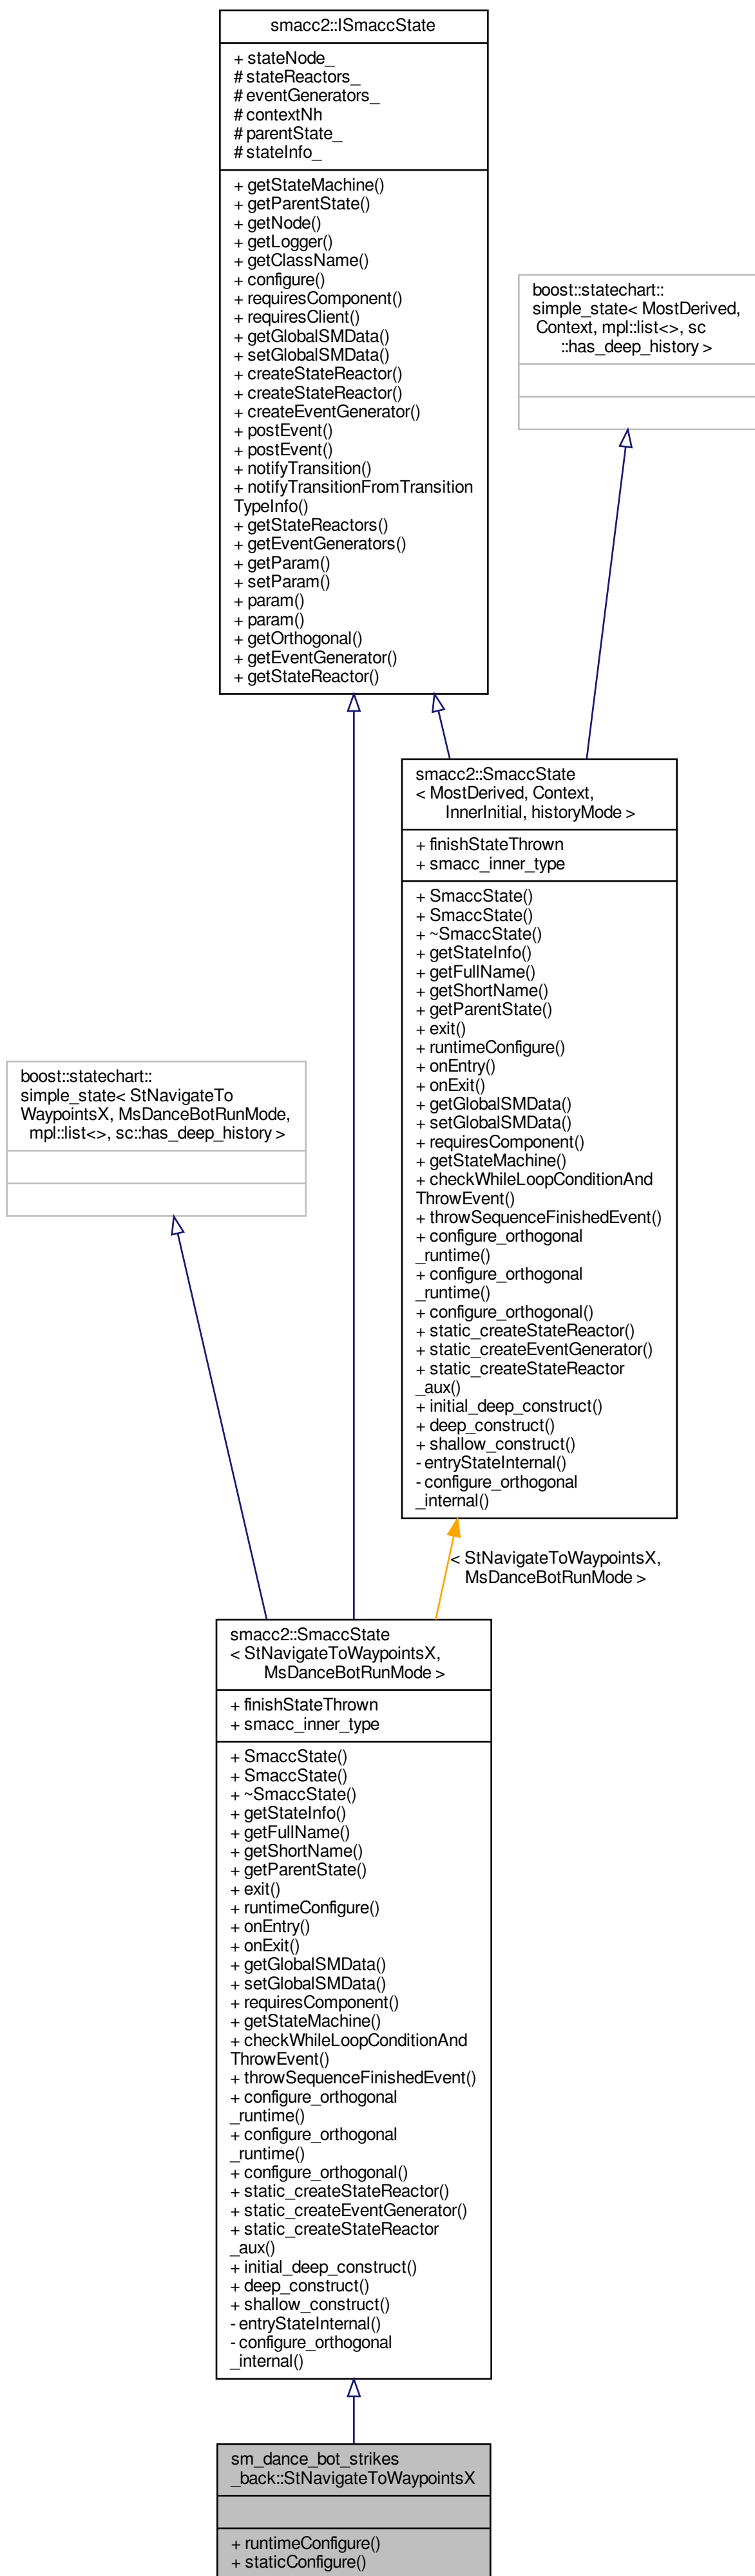 smacc2::ISmaccState
+ stateNode_
# stateReactors_
# eventGenerators_
# contextNh
# parentState_
# stateInfo_
+ getStateMachine()
+ getParentState()
+ getNode()
+ getLogger()
+ getClassName()
+ configure()
+ requiresComponent()
+ requiresClient()
+ getGlobalSMData()
+ setGlobalSMData()
+ createStateReactor()
+ createStateReactor()
+ createEventGenerator()
+ postEvent()
+ postEvent()
+ notifyTransition()
+ notifyTransitionFromTransition
TypeInfo()
+ getStateReactors()
+ getEventGenerators()
+ getParam()
+ setParam()
+ param()
+ param()
+ getOrthogonal()
+ getEventGenerator()
+ getStateReactor()
boost::statechart::
simple_state< MostDerived,
Context, mpl::list<>, sc
::has_deep_history >
smacc2::SmaccState
< MostDerived, Context,
InnerInitial, historyMode >
+ finishStateThrown
+ smacc_inner_type
+ SmaccState()
+ SmaccState()
+ ~SmaccState()
+ getStateInfo()
+ getFullName()
+ getShortName()
+ getParentState()
+ exit()
+ runtimeConfigure()
+ onEntry()
+ onExit()
+ getGlobalSMData()
+ setGlobalSMData()
+ requiresComponent()
+ getStateMachine()
+ checkWhileLoopConditionAnd
ThrowEvent()
+ throwSequenceFinishedEvent()
+ configure_orthogonal
_runtime()
+ configure_orthogonal
_runtime()
+ configure_orthogonal()
+ static_createStateReactor()
+ static_createEventGenerator()
+ static_createStateReactor
_aux()
+ initial_deep_construct()
+ deep_construct()
+ shallow_construct()
- entryStateInternal()
- configure_orthogonal
_internal()
boost::statechart::
simple_state< StNavigateTo
WaypointsX, MsDanceBotRunMode,
mpl::list<>, sc::has_deep_history >
< StNavigateToWaypointsX,
MsDanceBotRunMode >
smacc2::SmaccState
< StNavigateToWaypointsX,
MsDanceBotRunMode >
+ finishStateThrown
+ smacc_inner_type
+ SmaccState()
+ SmaccState()
+ ~SmaccState()
+ getStateInfo()
+ getFullName()
+ getShortName()
+ getParentState()
+ exit()
+ runtimeConfigure()
+ onEntry()
+ onExit()
+ getGlobalSMData()
+ setGlobalSMData()
+ requiresComponent()
+ getStateMachine()
+ checkWhileLoopConditionAnd
ThrowEvent()
+ throwSequenceFinishedEvent()
+ configure_orthogonal
_runtime()
+ configure_orthogonal
_runtime()
+ configure_orthogonal()
+ static_createStateReactor()
+ static_createEventGenerator()
+ static_createStateReactor
_aux()
+ initial_deep_construct()
+ deep_construct()
+ shallow_construct()
- entryStateInternal()
- configure_orthogonal
_internal()
sm_dance_bot_strikes
_back::StNavigateToWaypointsX
+ runtimeConfigure()
+ staticConfigure()